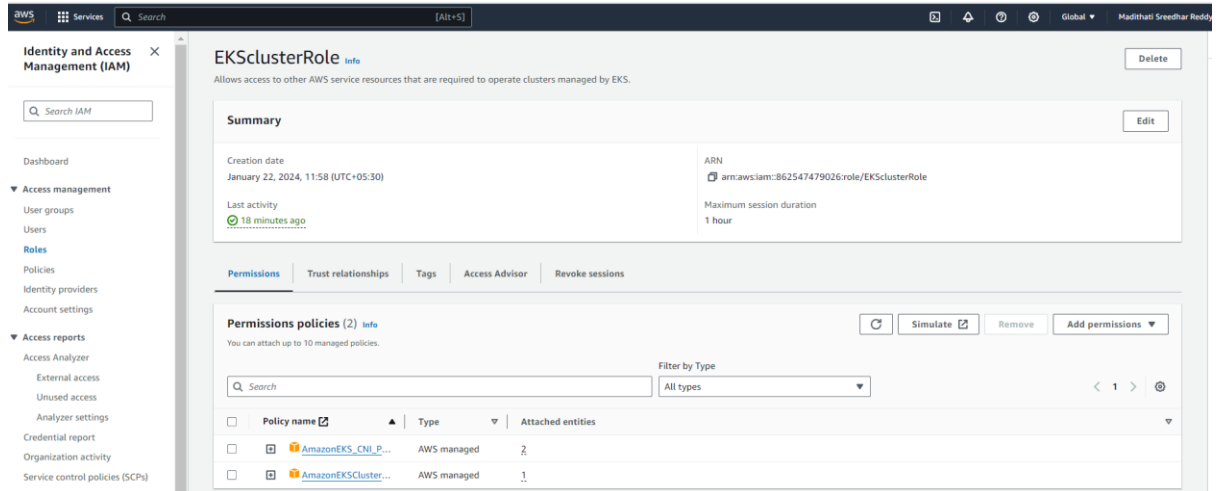 aws Services Search [Alt+S] Global Madithati Sreedhar Reddy
Identity and Access Management (IAM)
Search IAM
Dashboard
Access management
User groups
Users
Roles
Policies
Identity providers
Account settings
Access reports
Access Analyzer
External access
Unused access
Analyzer settings
Credential report
Organization activity
Service control policies (SCPs)
EKSclusterRole Info
Delete
Allows access to other AWS service resources that are required to operate clusters managed by EKS.
Summary
Edit
Creation date
January 22, 2024, 11:58 (UTC+05:30)
ARN
arn:aws:iam::862547479026:role/EKSclusterRole
Last activity
18 minutes ago
Maximum session duration
1 hour
Permissions Trust relationships Tags Access Advisor Revoke sessions
Permissions policies (2) Info
Simulate Remove Add permissions
You can attach up to 10 managed policies.
Filter by Type
Search All types 1
Policy name Type Attached entities
AmazonEKS_CNI_P... AWS managed 2
AmazonEKSCluster... AWS managed 1